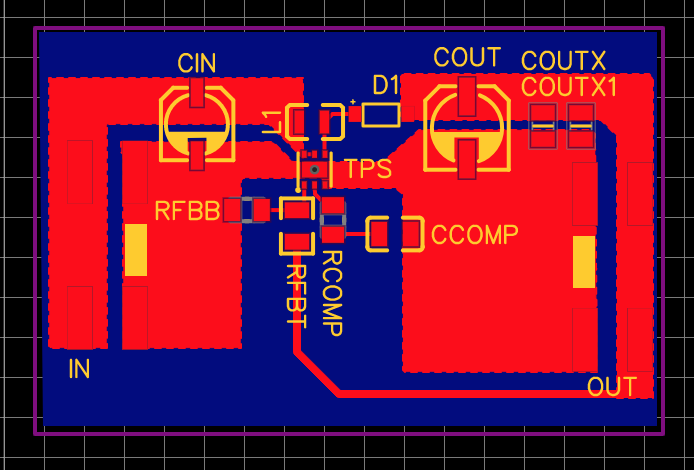 CIN
COUT
COUTX
COUTX1
D1
L1
TPS
RFBB
CCOMP
RFBT
RCOMP
IN
OUT